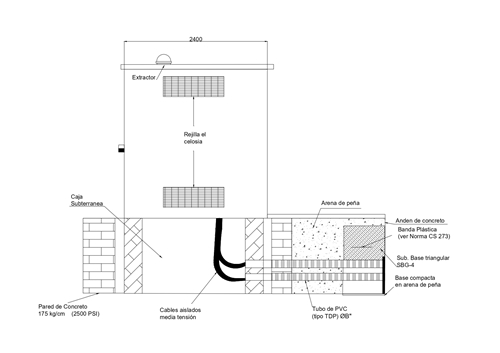 2400
Extractor
Rejilla el
celosia
Caja
Subterranea
Arena de peña
Anden de concreto
Banda Plástica
(ver Norma CS 273)
Sub. Base triangular
SBG-4
Base compacta
en arena de peña
Pared de Concreto
175 kg/cm (2500 PSI)
Cables aislados
media tensión
Tubo de PVC
(tipo TDP) Ø8"